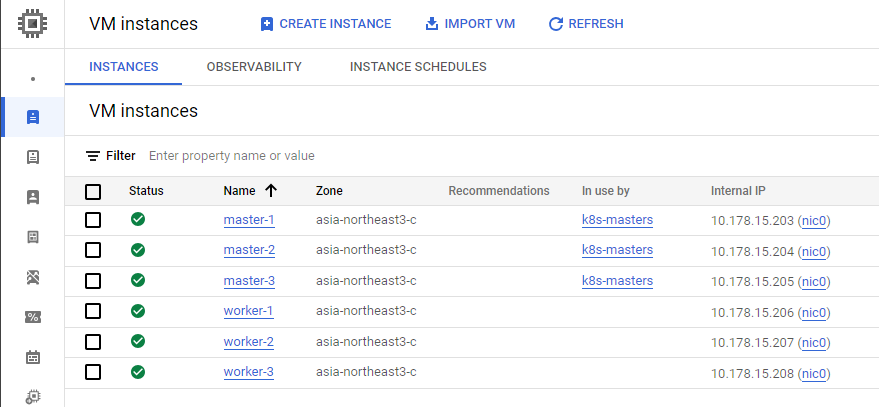 VM instances CREATE INSTANCE IMPORT VM REFRESH
INSTANCES OBSERVABILITY INSTANCE SCHEDULES
VM instances
Filter Enter property name or value
Status Name Zone Recommendations In use by Internal IP
master-1 asia-northeast3-c k8s-masters 10.178.15.203 (nic0)
master-2 asia-northeast3-c k8s-masters 10.178.15.204 (nic0)
master-3 asia-northeast3-c k8s-masters 10.178.15.205 (nic0)
worker-1 asia-northeast3-c 10.178.15.206 (nic0)
worker-2 asia-northeast3-c 10.178.15.207 (nic0)
worker-3 asia-northeast3-c 10.178.15.208 (nic0)